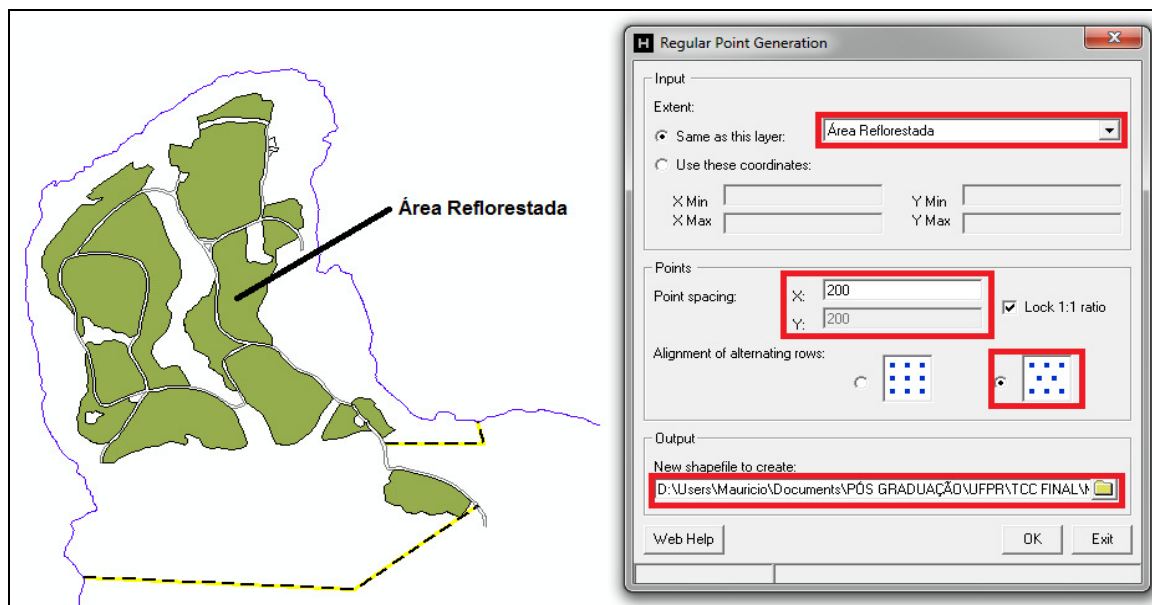 Área Reflorestada
Regular Point Generation
Input
Extent:
Same as this layer:
Área Reflorestada
Use these coordinates:
X Min
Y Min
X Max
Y Max
Points
Point spacing:
X:
200
Lock 1:1 ratio
Y:
200
Alignment of alternating rows:
Output
New shapefile to create:
D:\Users\Mauricio\Documents\PÓS GRADUAÇÃO\UFPR\TCC FINAL\
Web Help
OK
Exit